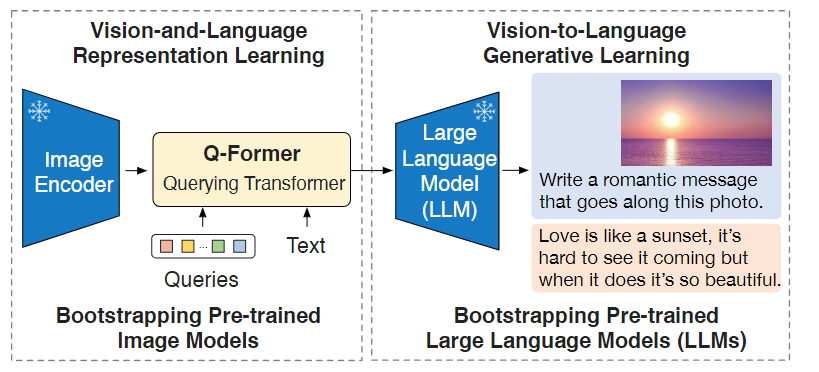 Vision-and-Language
Representation Learning
Image
Encoder
Q-Former
Querying Transformer
...
Queries
Text
Bootstrapping Pre-trained
Image Models
Vision-to-Language
Generative Learning
Large
Language
Model
(LLM)
Write a romantic message
that goes along this photo.
Love is like a sunset, it's
hard to see it coming but
when it does it's so beautiful.
Bootstrapping Pre-trained
Large Language Models (LLMs)